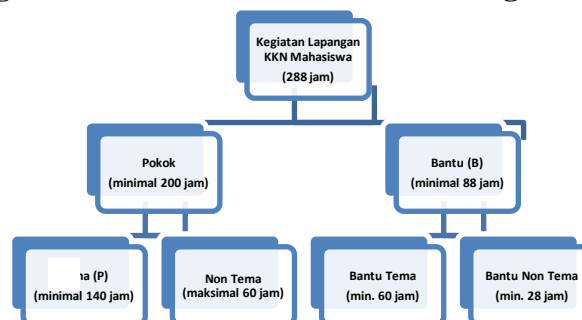 Kegiatan Lapangan
KKN Mahasiswa
(288 jam)
Pokok
(minimal 200 jam)
Bantu (B)
(minimal 88 jam)
(P)
(minimal 140 jam)
Non Tema
(maksimal 60 jam)
Bantu Tema
(min. 60 jam)
Bantu Non Tema
(min. 28 jam)